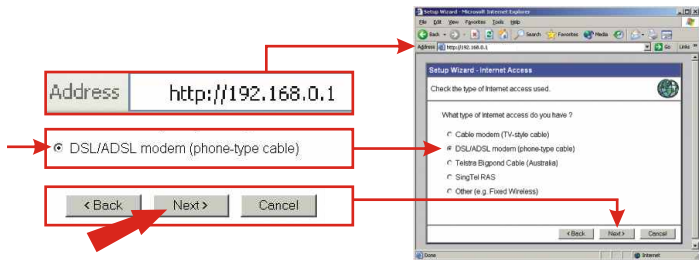 Address http://192.168.0.1
DSL/ADSL modem (phone-type cable)
< Back Next > Cancel
Setup Wizard - Microsoft Internet Explorer
File Edit View Favorites Tools Help
Back Search Favorites Media
Address http://192.168.0.1 Go Links »
Setup Wizard - Internet Access
Check the type of Internet access used.
What type of Internet access do you have ?
Cable modem (TV-style cable)
DSL/ADSL modem (phone-type cable)
Telstra Bigpond Cable (Australia)
SingTel RAS
Other (e.g. Fixed Wireless)
< Back Next > Cancel
Done Internet